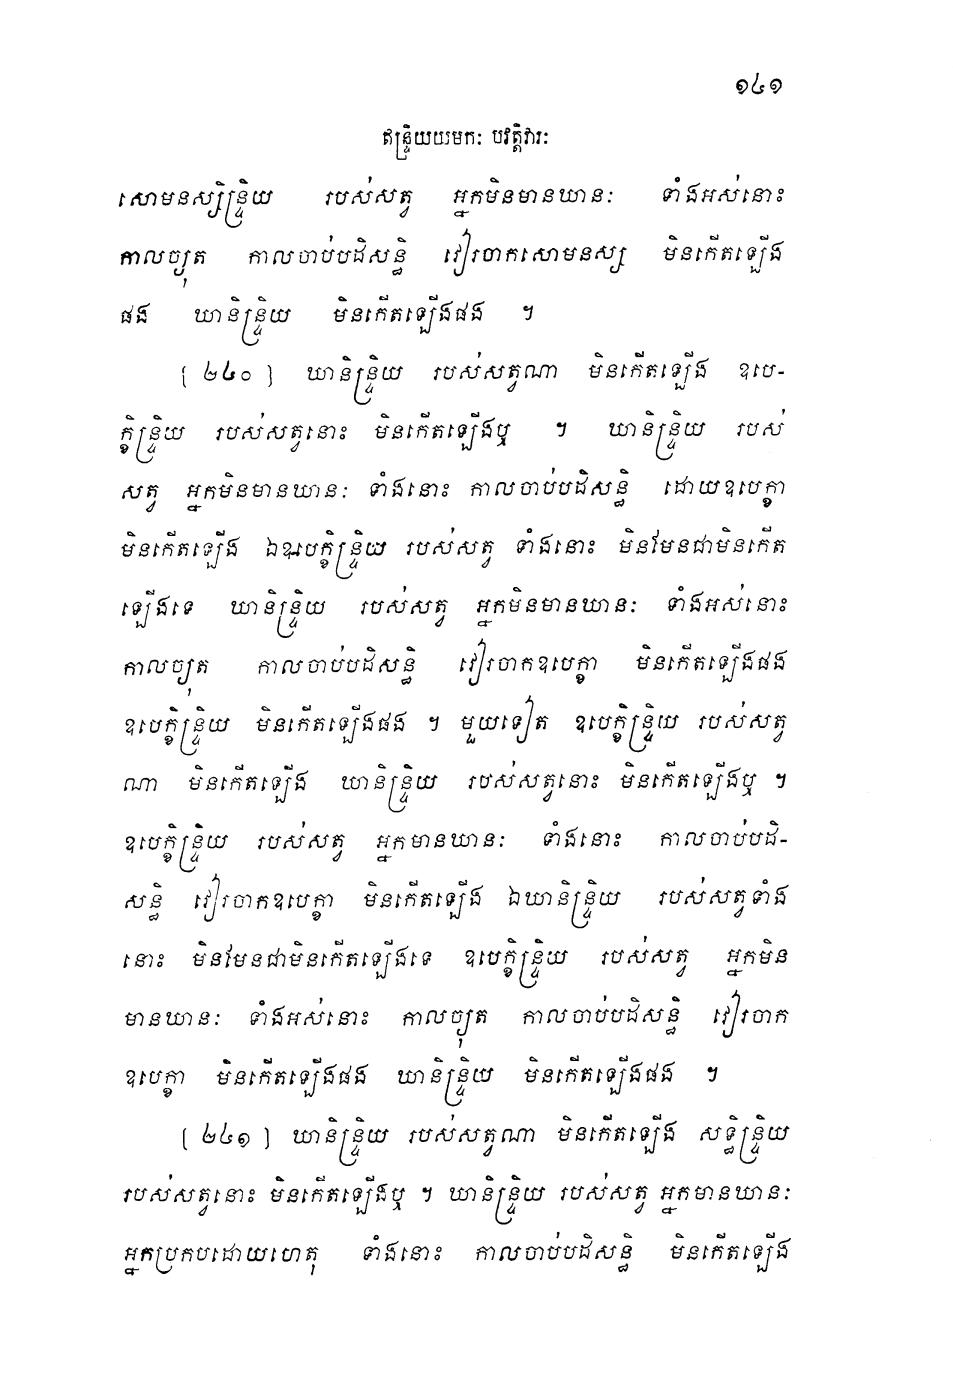 ១៤១
ឥន្ទ្រិយយមកៈ បវត្តិវារៈ
សោមនស្សិន្ទ្រិយ របស់សត្វ អ្នកមិនមានឃានៈ ទាំងអស់នោះ
កាលច្យុត កាលចាប់បដិសន្ធិ វៀរចាកសោមនស្ស មិនកើតឡើង
ផង ឃានិន្ទ្រិយ មិនកើតឡើងផង ។
[ ២៤០ ] ឃានិន្ទ្រិយ របស់សត្វណា មិនកើតឡើង ឧបេ-
ក្ខិន្ទ្រិយ របស់សត្វនោះ មិនកើតឡើងឬ ។ ឃានិន្ទ្រិយ របស់
សត្វ អ្នកមិនមានឃានៈ ទាំងនោះ កាលចាប់បដិសន្ធិ ដោយឧបេក្ខា
មិនកើតឡើង ឯឧបេក្ខិន្ទ្រិយ របស់សត្វ ទាំងនោះ មិនមែនជាមិនកើត
ឡើងទេ ឃានិន្ទ្រិយ របស់សត្វ អ្នកមិនមានឃានៈ ទាំងអស់នោះ
កាលច្យុត កាលចាប់បដិសន្ធិ វៀរចាកឧបេក្ខា មិនកើតឡើងផង
ឧបេក្ខិន្ទ្រិយ មិនកើតឡើងផង ។ មួយទៀត ឧបេក្ខិន្ទ្រិយ របស់សត្វ
ណា មិនកើតឡើង ឃានិន្ទ្រិយ របស់សត្វនោះ មិនកើតឡើងឬ ។
ឧបេក្ខិន្ទ្រិយ របស់សត្វ អ្នកមានឃានៈ ទាំងនោះ កាលចាប់បដិ-
សន្ធិ វៀរចាកឧបេក្ខា មិនកើតឡើង ឯឃានិន្ទ្រិយ របស់សត្វទាំង
នោះ មិនមែនជាមិនកើតឡើងទេ ឧបេក្ខិន្ទ្រិយ របស់សត្វ អ្នកមិន
មានឃានៈ ទាំងអស់នោះ កាលច្យុត កាលចាប់បដិសន្ធិ វៀរចាក
ឧបេក្ខា មិនកើតឡើងផង ឃានិន្ទ្រិយ មិនកើតឡើងផង ។
[ ២៤១ ] ឃានិន្ទ្រិយ របស់សត្វណា មិនកើតឡើង សទ្ធិន្ទ្រិយ
របស់សត្វនោះ មិនកើតឡើងឬ ។ ឃានិន្ទ្រិយ របស់សត្វ អ្នកមានឃានៈ
អ្នកប្រកបដោយហេតុ ទាំងនោះ កាលចាប់បដិសន្ធិ មិនកើតឡើង